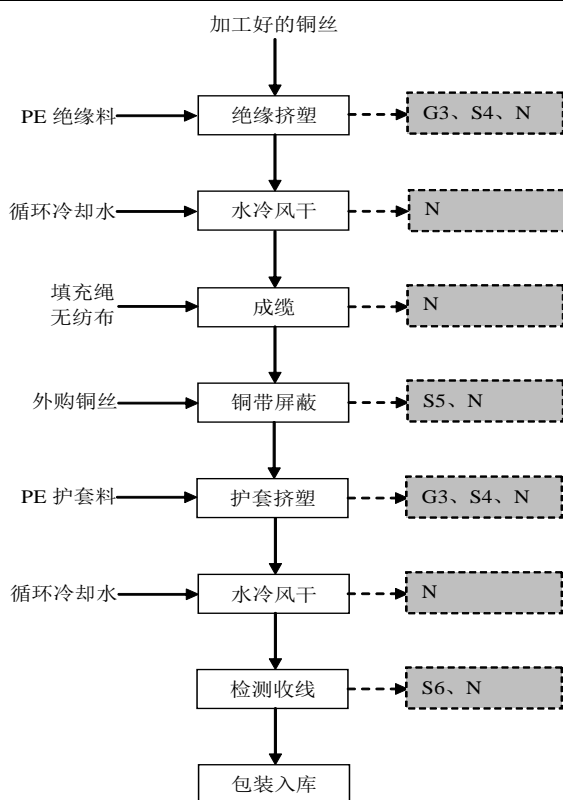 加工好的铜丝
PE 绝缘料
绝缘挤塑
G3、S4、N
循环冷却水
水冷风干
N
填充绳
无纺布
成缆
N
外购铜丝
铜带屏蔽
S5、N
PE 护套料
护套挤塑
G3、S4、N
循环冷却水
水冷风干
N
检测收线
S6、N
包装入库